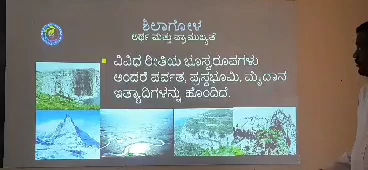 ಶಿಲಾಗೋಳ
ಅರ್ಥ ಮತ್ತು ಪ್ರಾಮುಖ್ಯತೆ
ವಿವಿಧ ರೀತಿಯ ಭೂಸ್ವರೂಪಗಳು
ಅಂದರೆ ಪರ್ವತ, ಪ್ರಸ್ಥಭೂಮಿ, ಮೈದಾನ
ಇತ್ಯಾದಿಗಳನ್ನು ಹೊಂದಿದೆ.